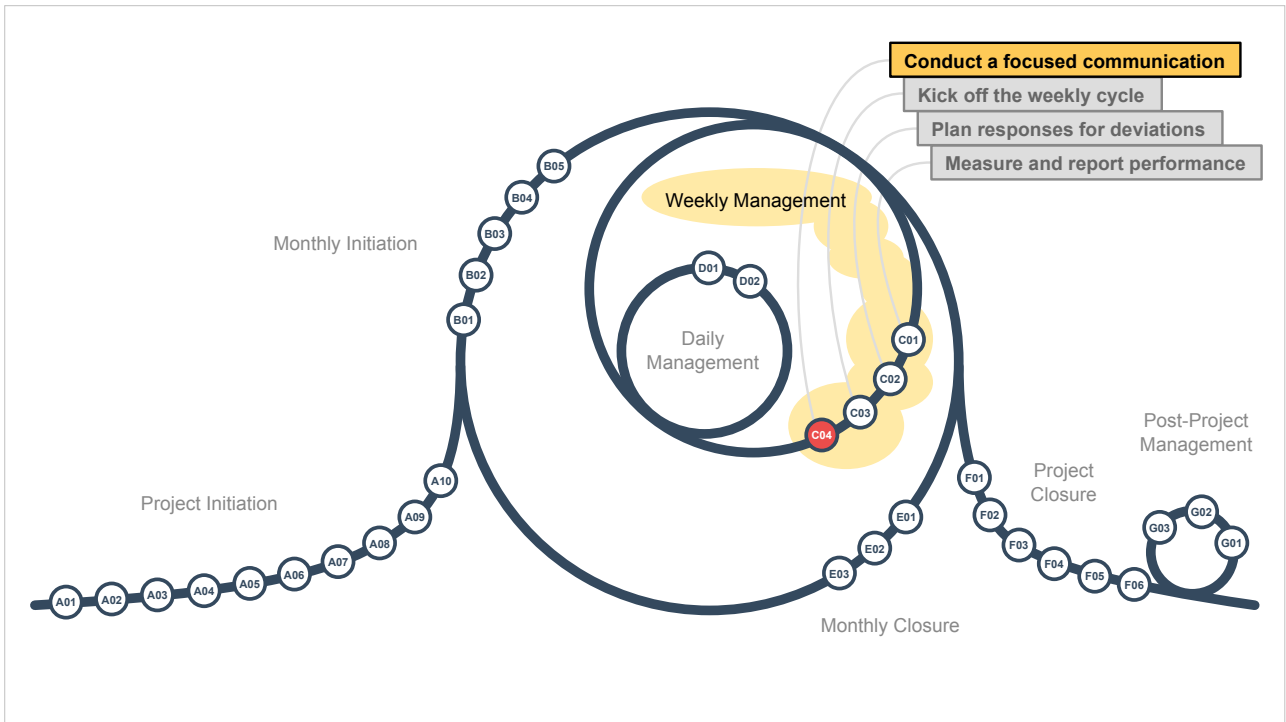 Conduct a focused communication
Kick off the weekly cycle
Plan responses for deviations
Measure and report performance
B05
B04
B03
B02
B01
Monthly Initiation
Weekly Management
D01
D02
Daily
Management
C01
C02
C03
C04
Project Initiation
A01
A02
A03
A04
A05
A06
A07
A08
A09
A10
E01
E02
E03
Monthly Closure
F01
F02
F03
F04
F05
F06
Project
Closure
Post-Project
Management
G03
G02
G01